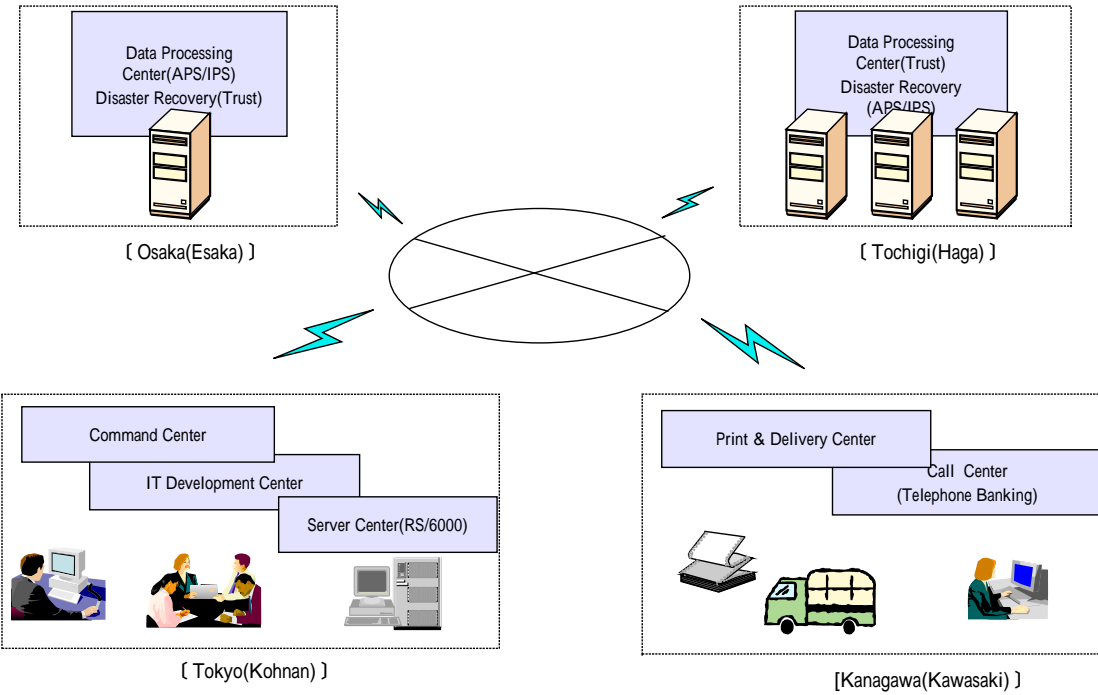 Data Processing
Center(APS/IPS)
Disaster Recovery(Trust)
〔 Osaka(Esaka) 〕
Data Processing
Center(Trust)
Disaster Recovery
(APS/IPS)
〔 Tochigi(Haga) 〕
Command Center
IT Development Center
Server Center(RS/6000)
〔 Tokyo(Kohnan) 〕
Print & Delivery Center
Call Center
(Telephone Banking)
[Kanagawa(Kawasaki) 〕